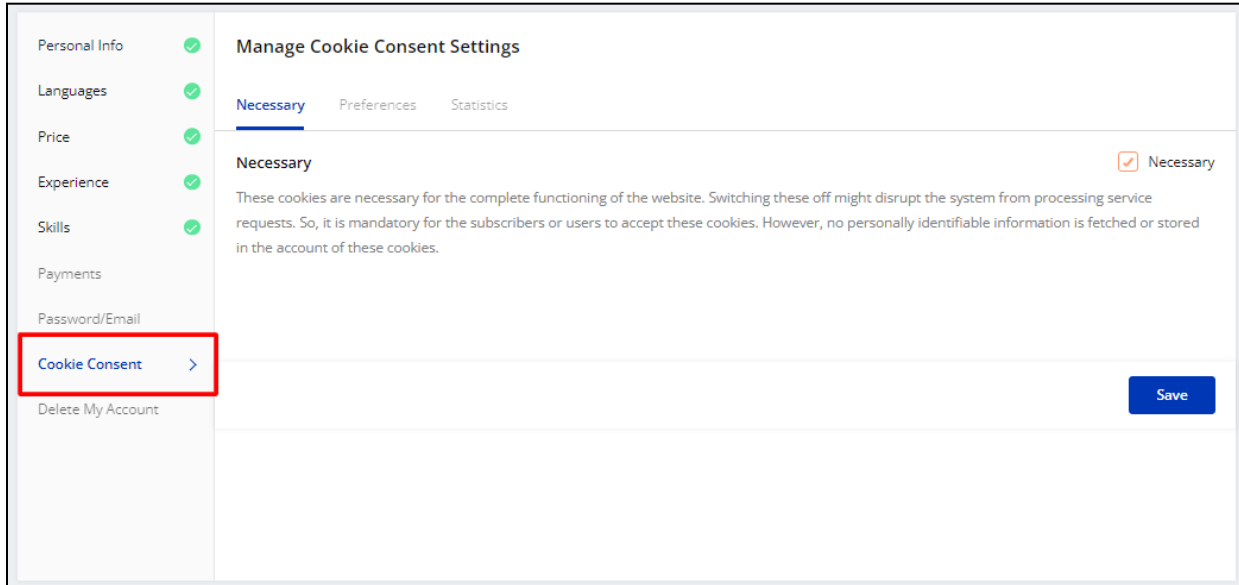 Personal Info
Languages
Price
Experience
Skills
Payments
Password/Email
Cookie Consent
Delete My Account
Manage Cookie Consent Settings
Necessary Preferences Statistics
Necessary
Necessary
These cookies are necessary for the complete functioning of the website. Switching these off might disrupt the system from processing service
requests. So, it is mandatory for the subscribers or users to accept these cookies. However, no personally identifiable information is fetched or stored
in the account of these cookies.
Save